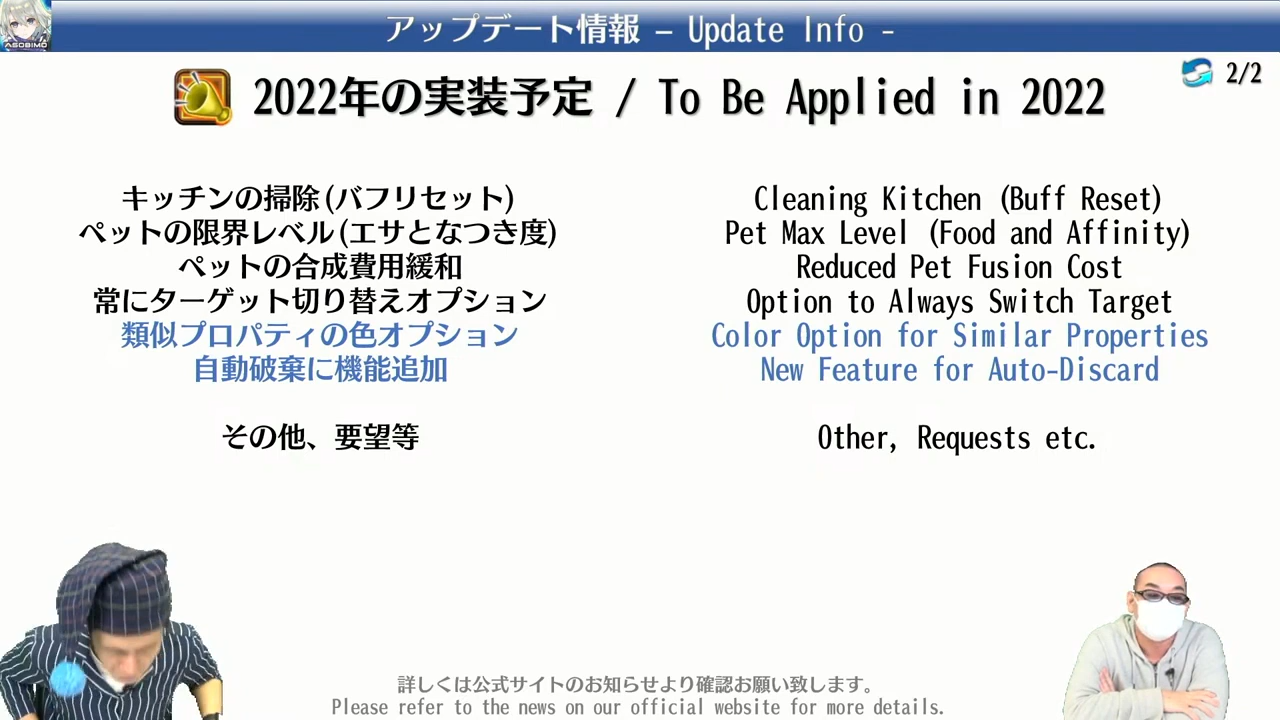 ASOBIMO
アップデート情報 – Update Info -
2/2
2022年の実装予定 / To Be Applied in 2022
キッチンの掃除(バフリセット)
ペットの限界レベル(エサとなつき度)
ペットの合成費用緩和
常にターゲット切り替えオプション
類似プロパティの色オプション
自動破棄に機能追加
その他、要望等
Cleaning Kitchen (Buff Reset)
Pet Max Level (Food and Affinity)
Reduced Pet Fusion Cost
Option to Always Switch Target
Color Option for Similar Properties
New Feature for Auto-Discard
Other, Requests etc.
詳しくは公式サイトのお知らせより確認お願い致します。
Please refer to the news on our official website for more details.